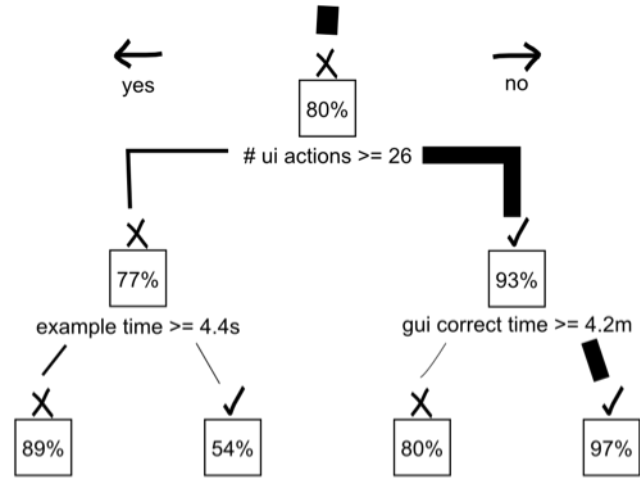 yes
no
80%
# ui actions >= 26
77%
93%
example time >= 4.4s
gui correct time >= 4.2m
89%
54%
80%
97%